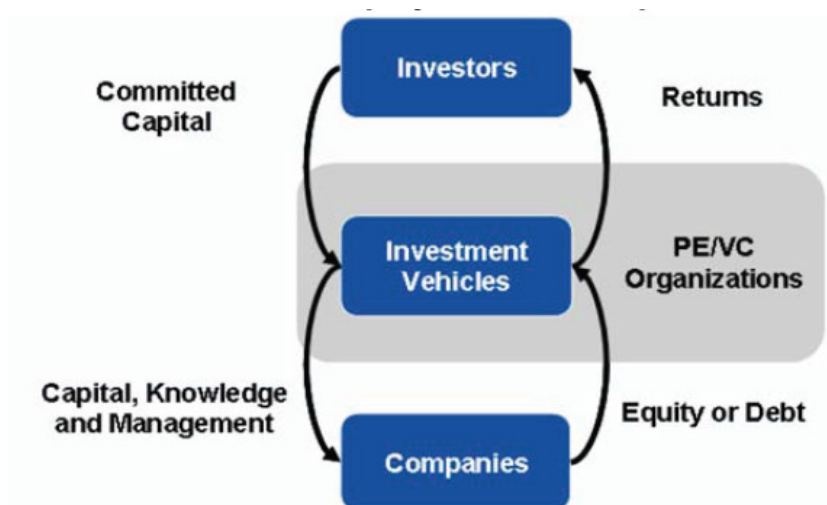 Investors
Committed
Capital
Returns
Investment
Vehicles
PE/VC
Organizations
Capital, Knowledge
and Management
Equity or Debt
Companies